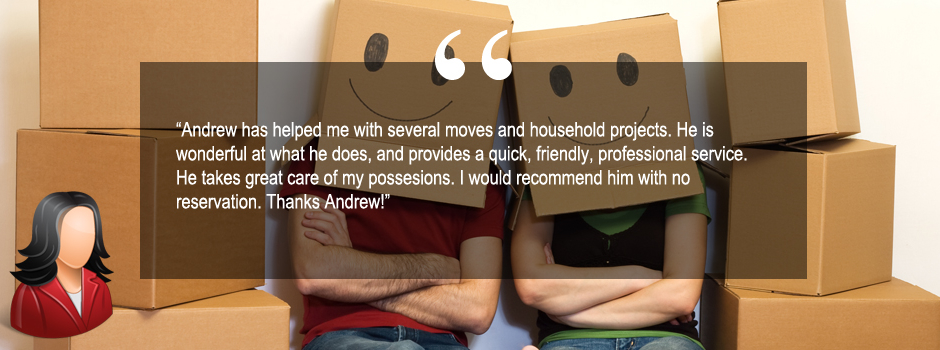 “Andrew has helped me with several moves and household projects. He is
wonderful at what he does, and provides a quick, friendly, professional service.
He takes great care of my possesions. I would recommend him with no
reservation. Thanks Andrew!”